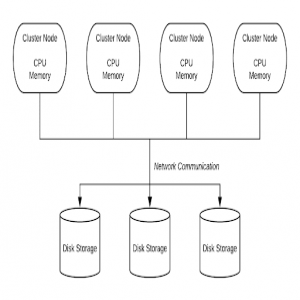 Cluster Node
CPU
Memory
Cluster Node
CPU
Memory
Cluster Node
CPU
Memory
Cluster Node
CPU
Memory
Network Communication
Disk Storage
Disk Storage
Disk Storage